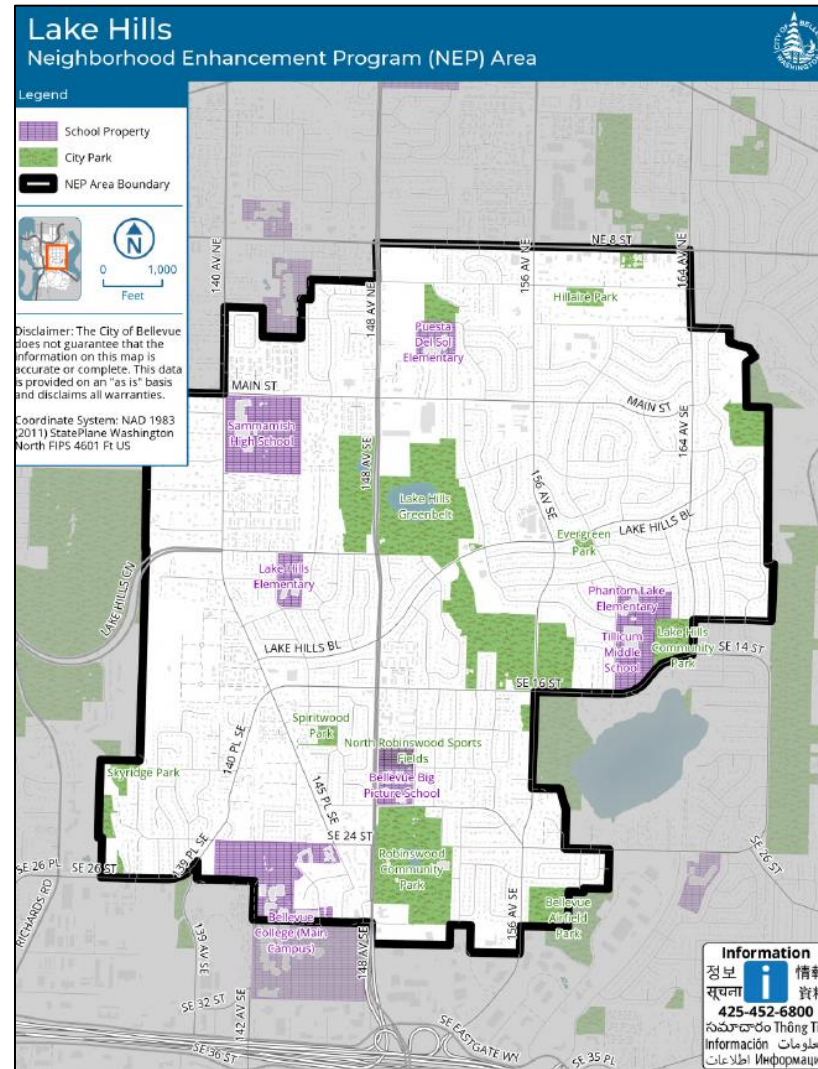 Lake Hills
Neighborhood Enhancement Program (NEP) Area
CITY OF BELLEVUE
WASHINGTON
Legend
School Property
City Park
NEP Area Boundary
N
0 1,000
Feet
Disclaimer: The City of Bellevue
does not guarantee that the
information on this map is
accurate or complete. This data
is provided on an "as is" basis
and disclaims all warranties.
Coordinate System: NAD 1983
(2011) StatePlane Washington
North FIPS 4601 Ft US
140 AV NE
148 AV NE
156 AV NE
NE 8 ST
164 AV NE
Hillaire Park
Puesta
Del Sol
Elementary
MAIN ST
MAIN ST
Sammamish
High School
148 AV SE
164 AV SE
156 AV SE
Lake Hills
Greenbelt
LAKE HILLS BL
Evergreen
Park
Lake Hills
Elementary
LAKE HILLS CN
Phantom Lake
Elementary
Tillicum
Middle
School
Lake Hills
Community
Park
SE 14 ST
LAKE HILLS BL
SE 16 ST
Spiritwood
Park
North Robinswood Sports
Fields
Bellevue Big
Picture School
Skyridge Park
140 PL SE
145 PL SE
SE 24 ST
139 PL SE
SE 26 PL
SE 26 ST
SE 26 ST
RICHARDS RD
Robinswood
Community
Park
Bellevue
Airfield
Park
156 AV SE
Bellevue
College (Main
Campus)
139 AV SE
148 AV SE
142 AV SE
SE 32 ST
SE 36 ST
SE EASTGATE WY
SE 35 PL
Information
정보 i 情報
सूचना 資料
425-452-6800
సమాచారం Thông Ti
Información معلومات
اطلاعات Информаци